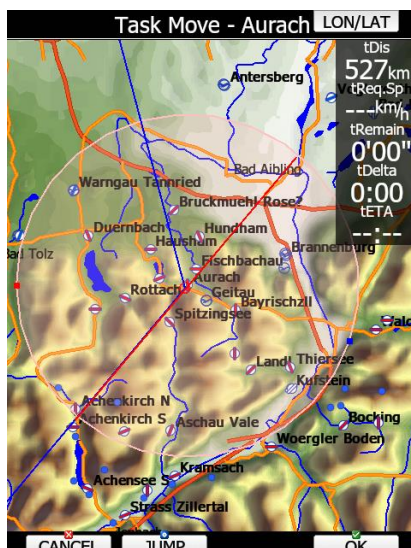 Task Move - Aurach
LON/LAT
tDis
527km
tReq.Sp
---km/h
tRemain
0'00"
tDelta
0:00
tETA
--:--
Antersberg
Bad Aibling
Warngau Tannried
Bruckmuehl Rose?
Duernbach
Hundham
Hausham
Brannenburg
Bad Tolz
Fischbachau
Aurach
Rottach
Geitau
Bayrischzll
Spitzingsee
Landl
Thiersee
Kufstein
Achenkirch N
Achenkirch S
Aschau Vale
Bocking
Woergler Boden
Kramsach
Achensee S
Strass Zillertal
CANCEL
JUMP
OK